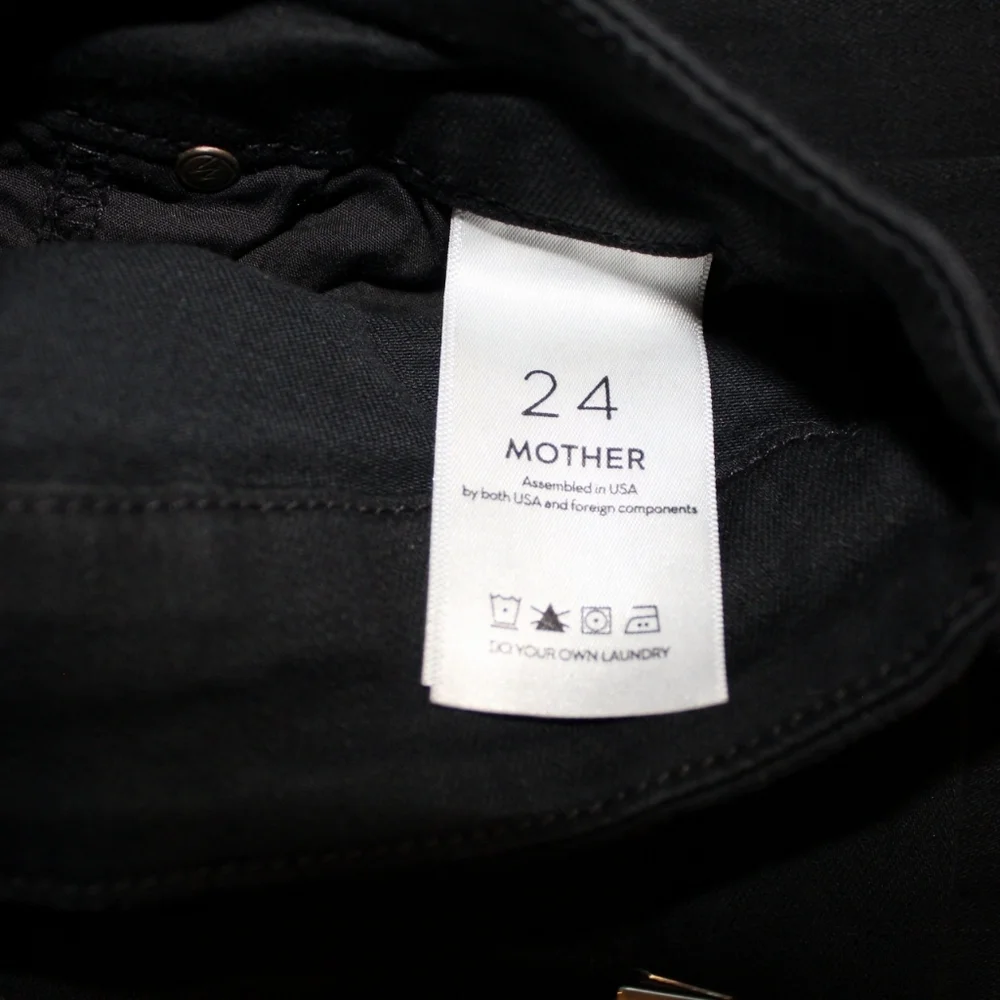 24
MOTHER
Assembled in USA
by both USA and foreign components
DO YOUR OWN LAUNDRY